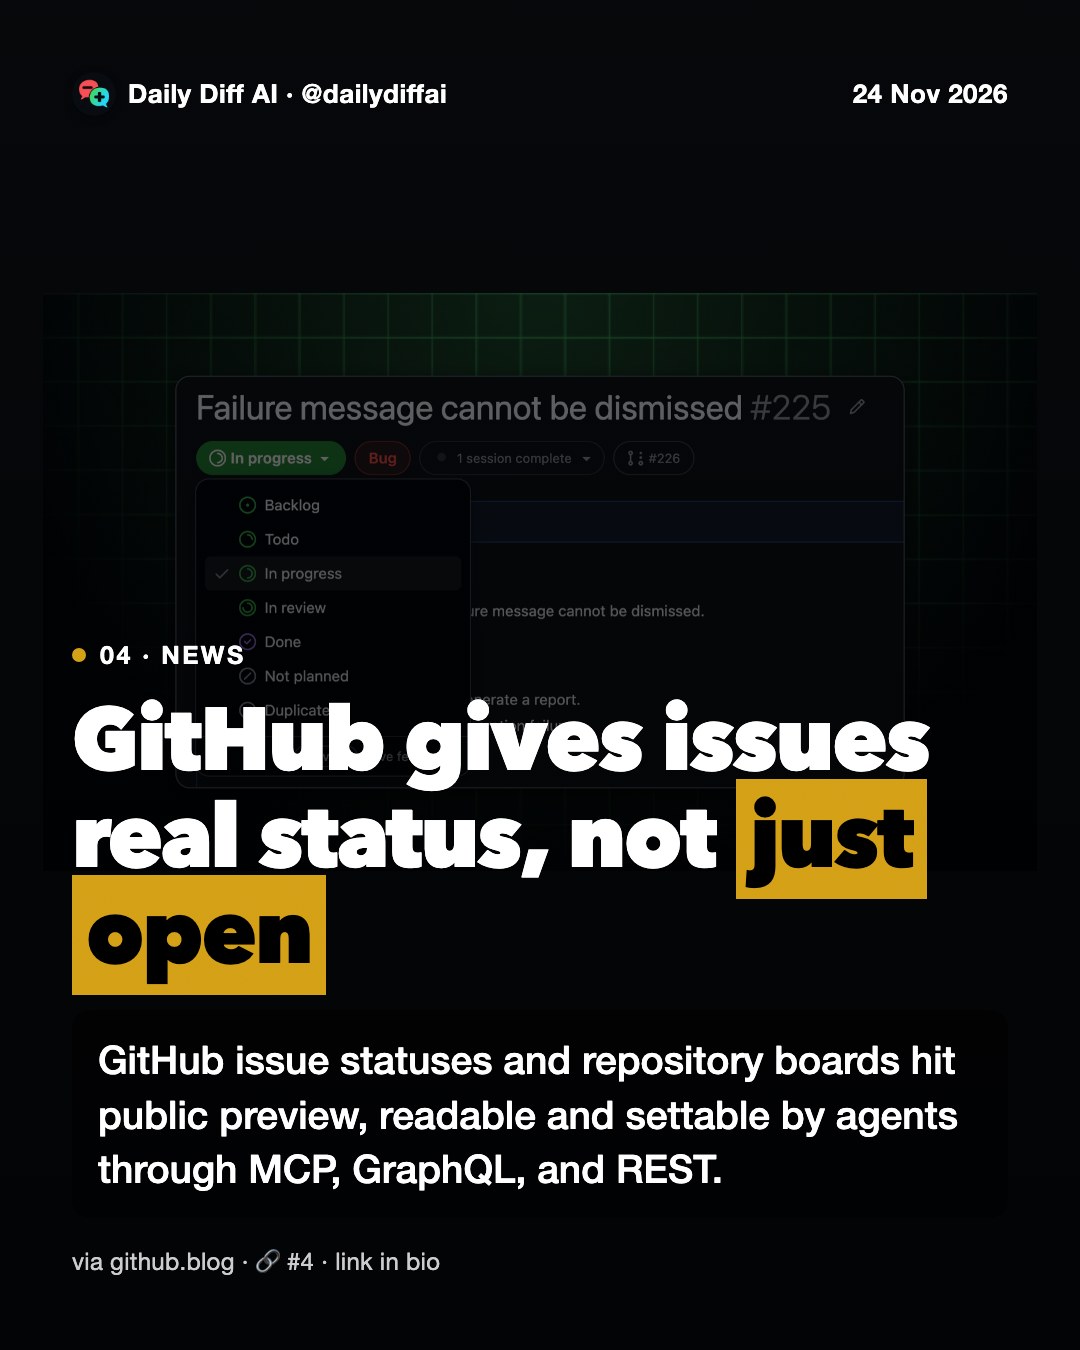 Daily Diff AI · @dailydiffai
24 Nov 2026
Failure message cannot be dismissed #225
In progress
Bug
1 session complete
#226
Backlog
Todo
In progress
In review
message cannot be dismissed.
Done
04 · NEWS
Not planned
a report.
Duplicate
GitHub gives issues
real status, not just
open
GitHub issue statuses and repository boards hit
public preview, readable and settable by agents
through MCP, GraphQL, and REST.
via github.blog · 🔗 #4 · link in bio